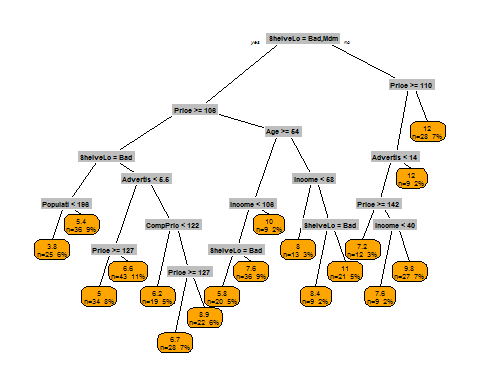 ShelveLo = Bad,Mdm
yes
no
Price >= 110
Price >= 106
12
n=28 7%
Age >= 54
ShelveLo = Bad
Advertis < 14
Advertis < 5.5
Income < 58
12
n=9 2%
Populati < 196
Income < 106
Price >= 142
5.4
n=36 9%
CompPric < 122
10
n=9 2%
ShelveLo = Bad
Income < 40
3.8
n=25 6%
Price >= 127
ShelveLo = Bad
8
n=13 3%
7.2
n=12 3%
6.6
n=43 11%
Price >= 127
7.6
n=36 9%
11
n=21 5%
9.8
n=27 7%
5
n=34 8%
6.2
n=19 5%
5.8
n=20 5%
8.4
n=9 2%
7.6
n=9 2%
8.9
n=22 6%
6.7
n=28 7%